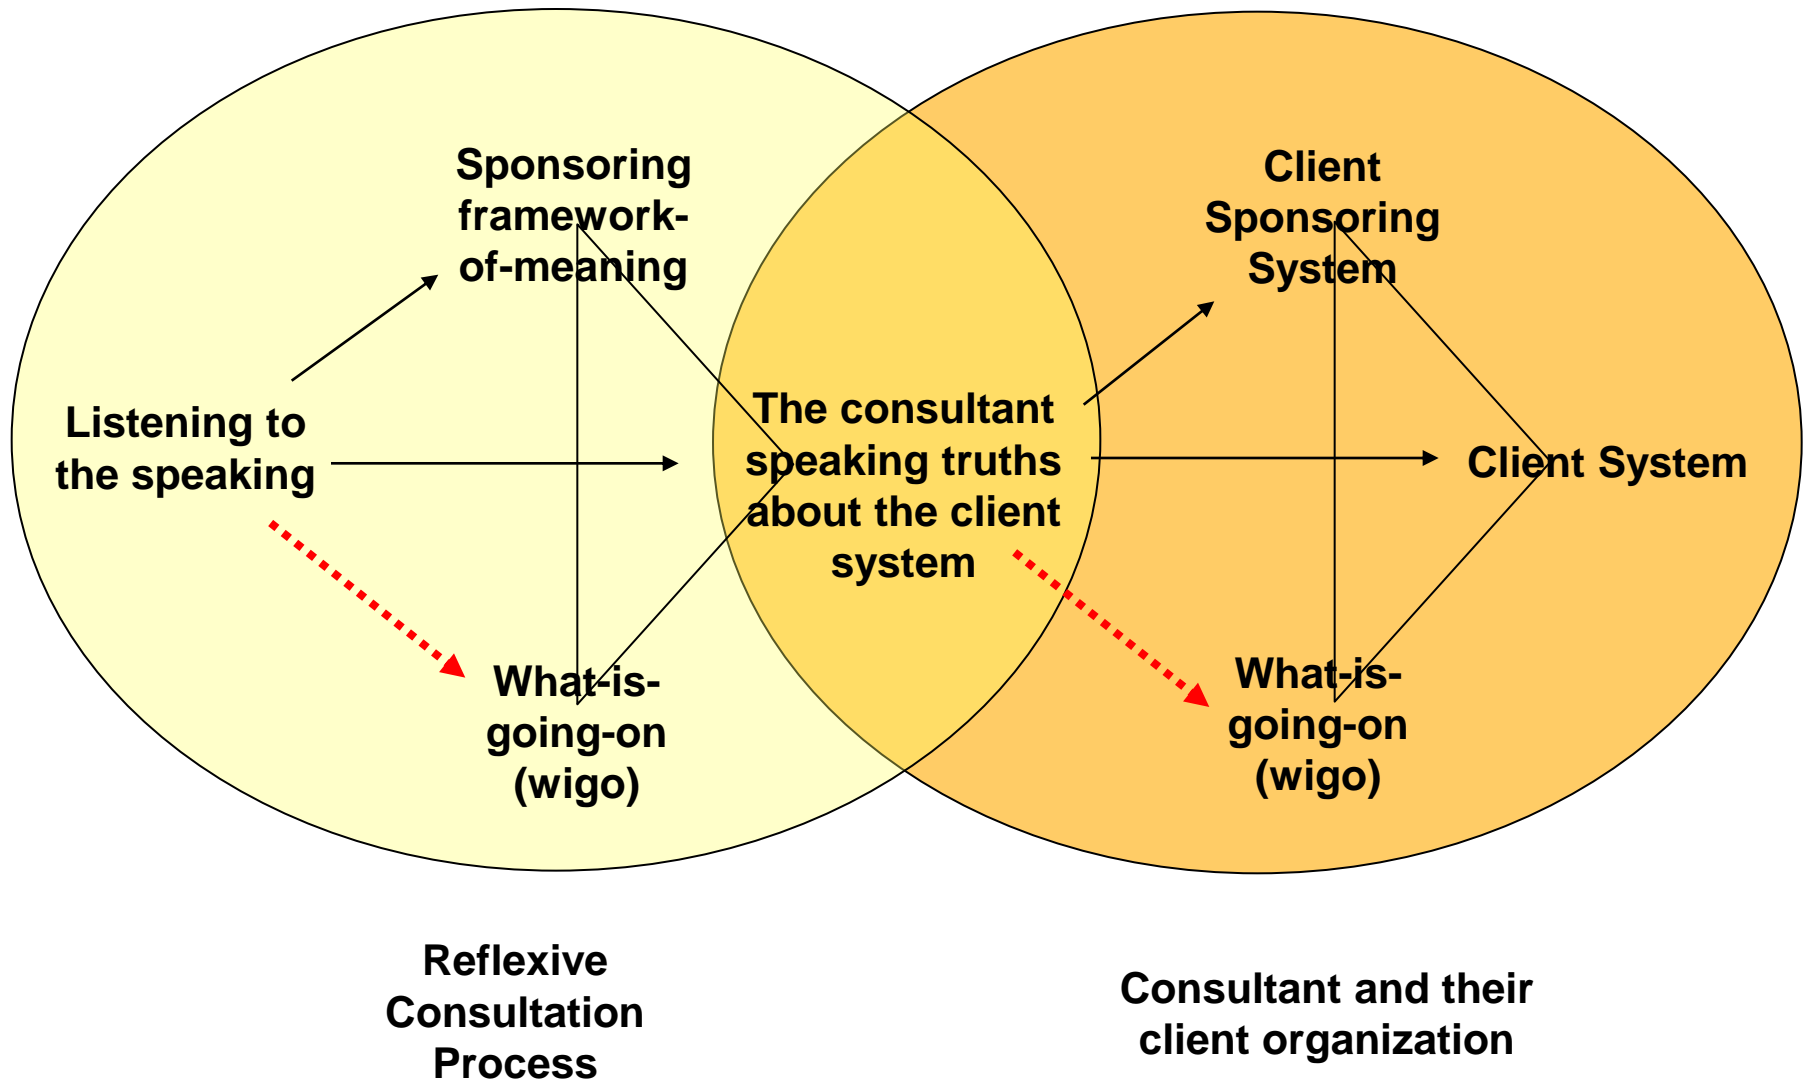 Sponsoring
framework-
of-meaning
Listening to
the speaking
What-is-
going-on
(wigo)
The consultant
speaking truths
about the client
system
Client
Sponsoring
System
Client System
What-is-
going-on
(wigo)
Reflexive
Consultation
Process
Consultant and their
client organization